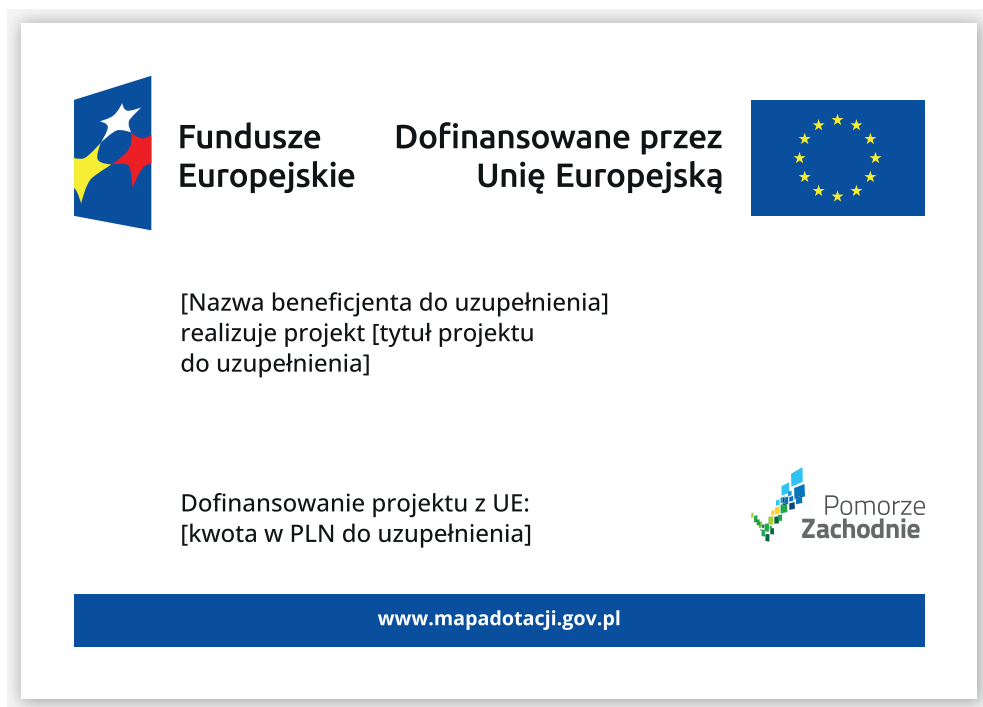 Fundusze
Europejskie
Dofinansowane przez
Unię Europejską
[Nazwa beneficjenta do uzupełnienia]
realizuje projekt [tytuł projektu
do uzupełnienia]
Dofinansowanie projektu z UE:
[kwota w PLN do uzupełnienia]
Pomorze
Zachodnie
www.mapadotacji.gov.pl